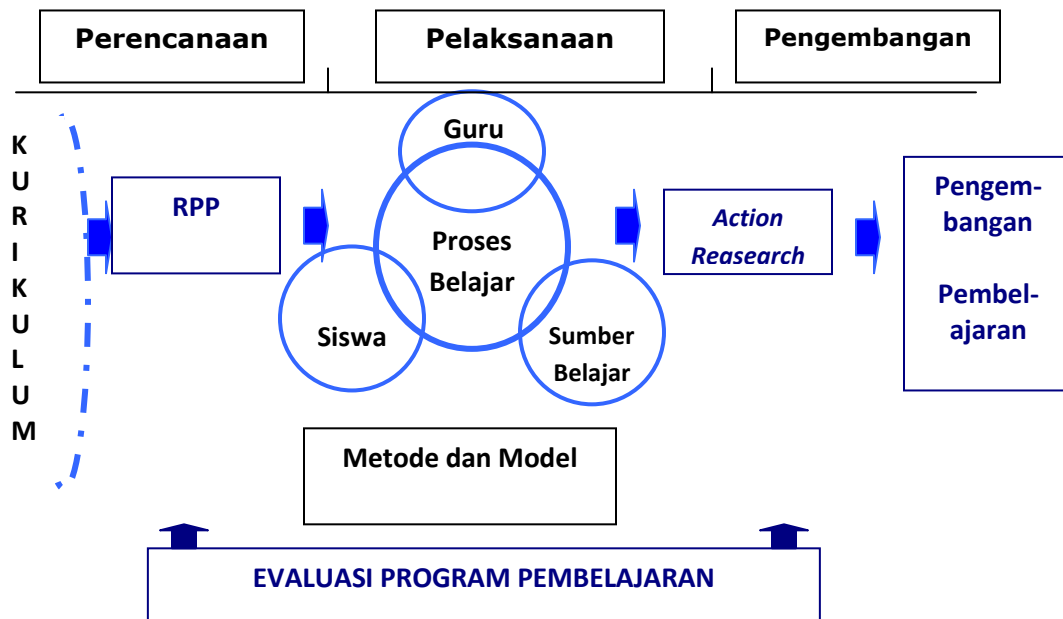 Perencanaan
Pelaksanaan
Pengembangan
K
U
R
I
K
U
L
U
M
RPP
Guru
Proses
Belajar
Siswa
Sumber
Belajar
Action
Reasearch
Pengem-
bangan
Pembel-
ajaran
Metode dan Model
EVALUASI PROGRAM PEMBELAJARAN